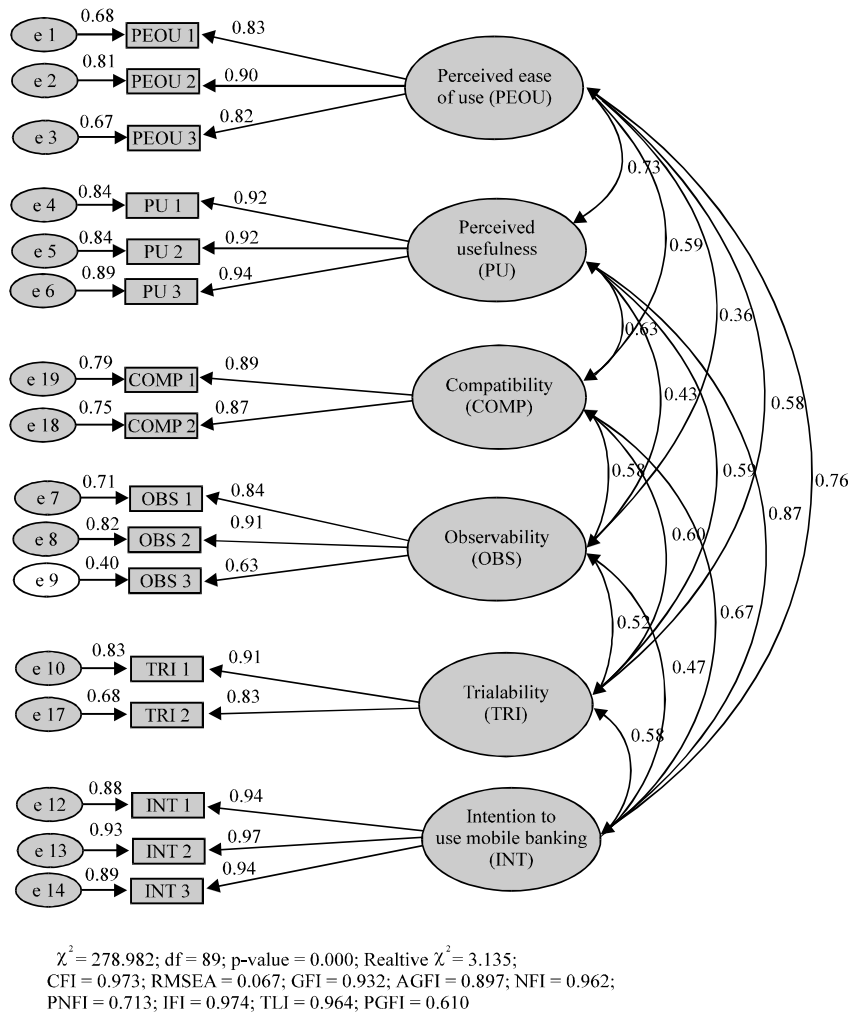 e 1
0.68
PEOU 1
0.83
e 2
0.81
PEOU 2
0.90
e 3
0.67
PEOU 3
0.82
Perceived ease
of use (PEOU)
e 4
0.84
PU 1
0.92
e 5
0.84
PU 2
0.92
e 6
0.89
PU 3
0.94
Perceived
usefulness
(PU)
e 19
0.79
COMP 1
0.89
e 18
0.75
COMP 2
0.87
Compatibility
(COMP)
e 7
0.71
OBS 1
0.84
e 8
0.82
OBS 2
0.91
e 9
0.40
OBS 3
0.63
Observability
(OBS)
e 10
0.83
TRI 1
0.91
e 17
0.68
TRI 2
0.83
Trialability
(TRI)
e 12
0.88
INT 1
0.94
e 13
0.93
INT 2
0.97
e 14
0.89
INT 3
0.94
Intention to
use mobile banking
(INT)
0.73
0.59
0.36
0.63
0.43
0.58
0.58
0.59
0.76
0.87
0.60
0.67
0.52
0.47
0.58
χ² = 278.982; df = 89; p-value = 0.000; Realtive χ² = 3.135;
CFI = 0.973; RMSEA = 0.067; GFI = 0.932; AGFI = 0.897; NFI = 0.962;
PNFI = 0.713; IFI = 0.974; TLI = 0.964; PGFI = 0.610